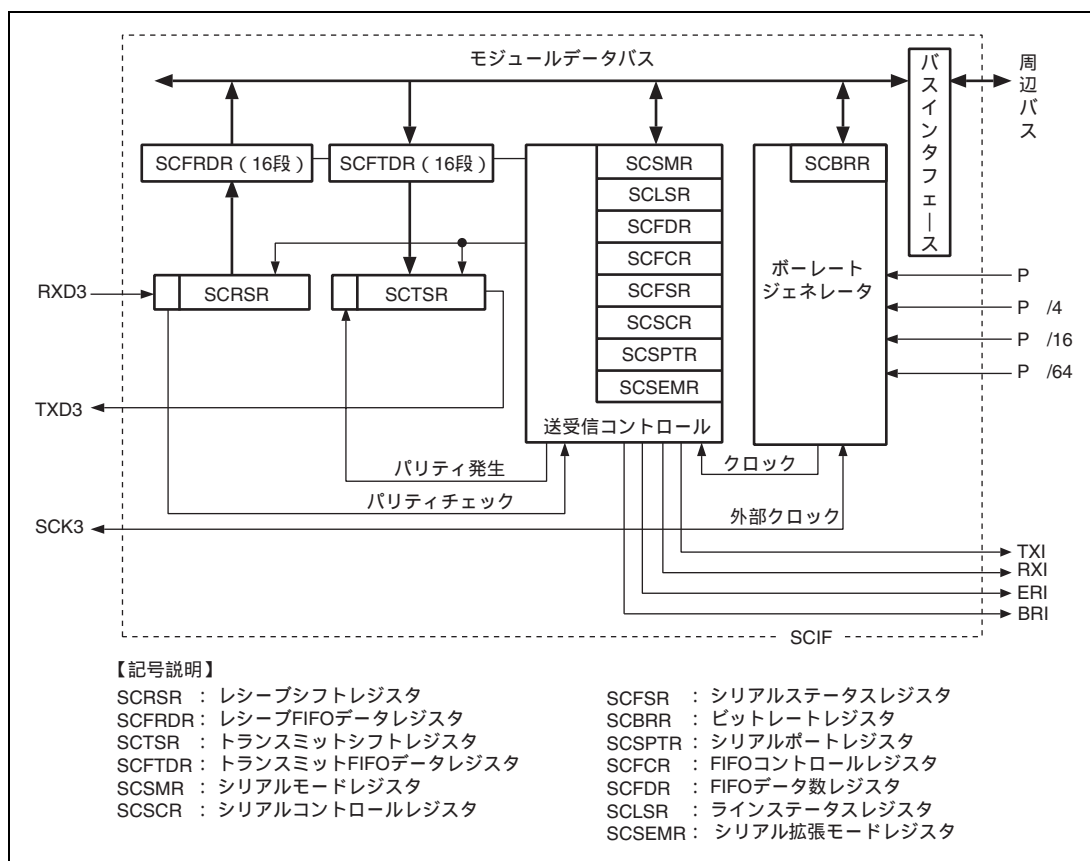 モジュールデータバス
バスインタフェース
周辺バス
SCFRDR（16段）
SCFTDR（16段）
SCSMR
SCLSR
SCFDR
SCFCR
SCFSR
SCSCR
SCSPTR
SCSEMR
送受信コントロール
SCBRR
ボーレート
ジェネレータ
RXD3
SCRSR
SCTSR
P
P /4
P /16
P /64
TXD3
パリティ発生
パリティチェック
クロック
SCK3
外部クロック
TXI
RXI
ERI
BRI
SCIF
【記号説明】
SCRSR ： レシーブシフトレジスタ
SCFRDR： レシーブFIFOデータレジスタ
SCTSR ： トランスミットシフトレジスタ
SCFTDR： トランスミットFIFOデータレジスタ
SCSMR ： シリアルモードレジスタ
SCSCR ： シリアルコントロールレジスタ
SCFSR ： シリアルステータスレジスタ
SCBRR ： ビットレートレジスタ
SCSPTR： シリアルポートレジスタ
SCFCR ： FIFOコントロールレジスタ
SCFDR ： FIFOデータ数レジスタ
SCLSR ： ラインステータスレジスタ
SCSEMR： シリアル拡張モードレジスタ